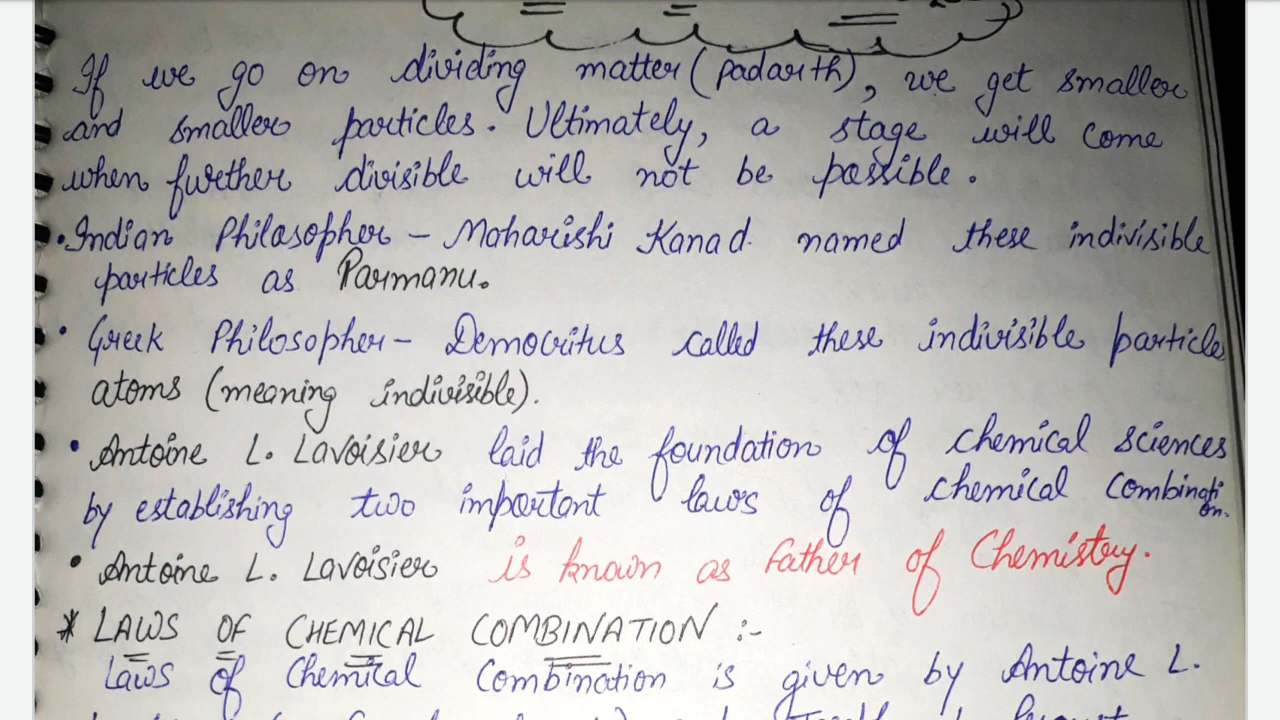 If we go on dividing matter (padarth), we get smaller
and smaller particles. Ultimately, a stage will come
when further divisible will not be possible.
• Indian Philosopher - Maharishi Kanad named these indivisible
particles as Parmanu.
• Greek Philosopher - Democritus called these indivisible particles
atoms (meaning indivisible).
• Antoine L. Lavoisier laid the foundation of chemical sciences
by establishing two important laws of chemical combination.
• Antoine L. Lavoisier is known as Father of Chemistry.
* LAWS OF CHEMICAL COMBINATION :-
Laws of Chemical Combination is given by Antoine L.